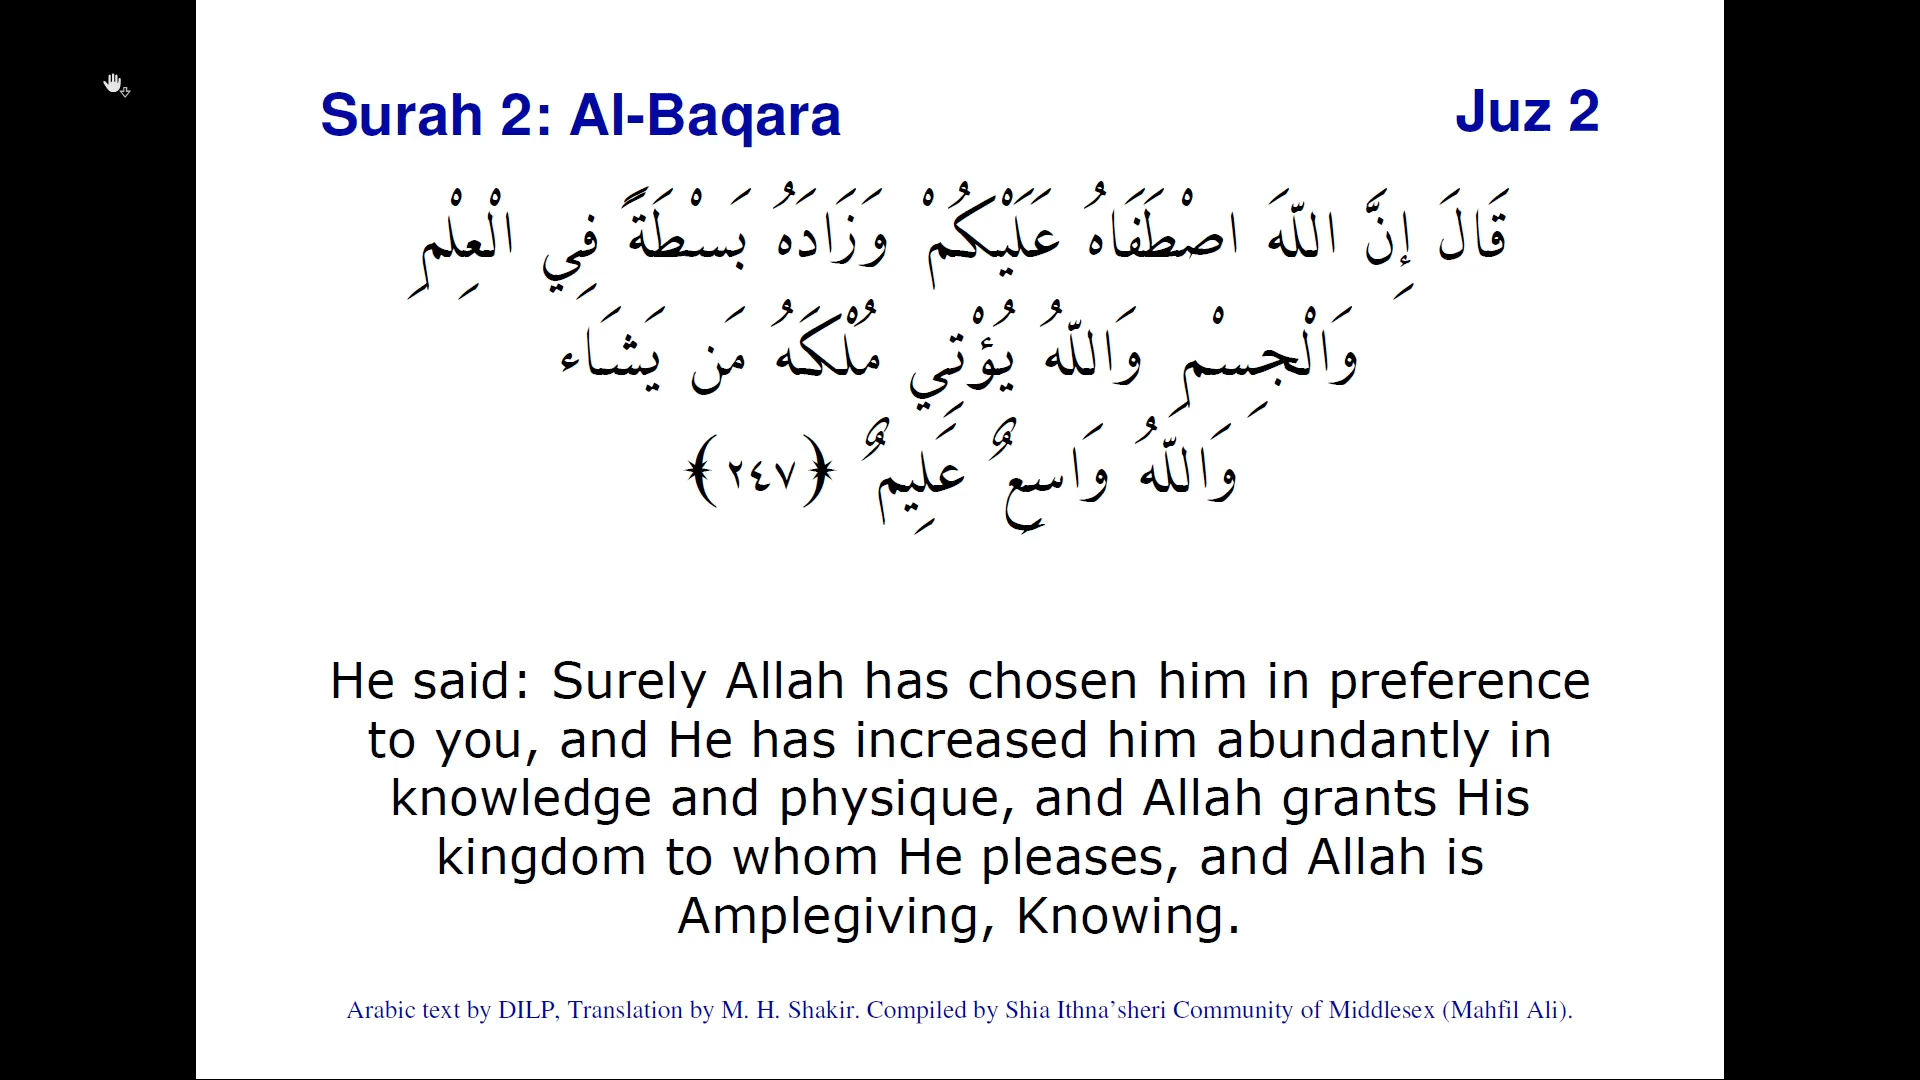 Surah 2: Al-Baqara
Juz 2
قَالَ إِنَّ اللّهَ اصْطَفَاهُ عَلَيْكُمْ وَزَادَهُ بَسْطَةً فِي الْعِلْمِ
وَالْجِسْمِ وَاللّهُ يُؤْتِي مُلْكَهُ مَن يَشَاء
وَاللّهُ وَاسِعٌ عَلِيمٌ ﴿٢٤٧﴾
He said: Surely Allah has chosen him in preference
to you, and He has increased him abundantly in
knowledge and physique, and Allah grants His
kingdom to whom He pleases, and Allah is
Amplegiving, Knowing.
Arabic text by DILP, Translation by M. H. Shakir. Compiled by Shia Ithna’sheri Community of Middlesex (Mahfil Ali).